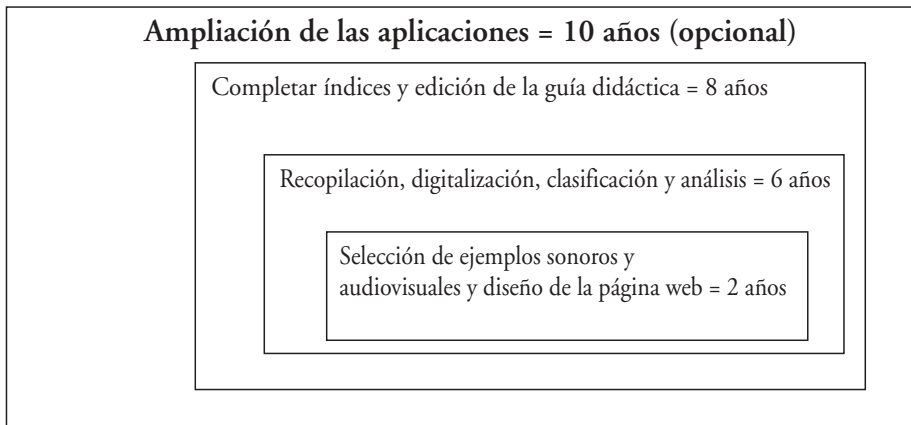 Ampliación de las aplicaciones = 10 años (opcional)
Completar índices y edición de la guía didáctica = 8 años
Recopilación, digitalización, clasificación y análisis = 6 años
Selección de ejemplos sonoros y
audiovisuales y diseño de la página web = 2 años